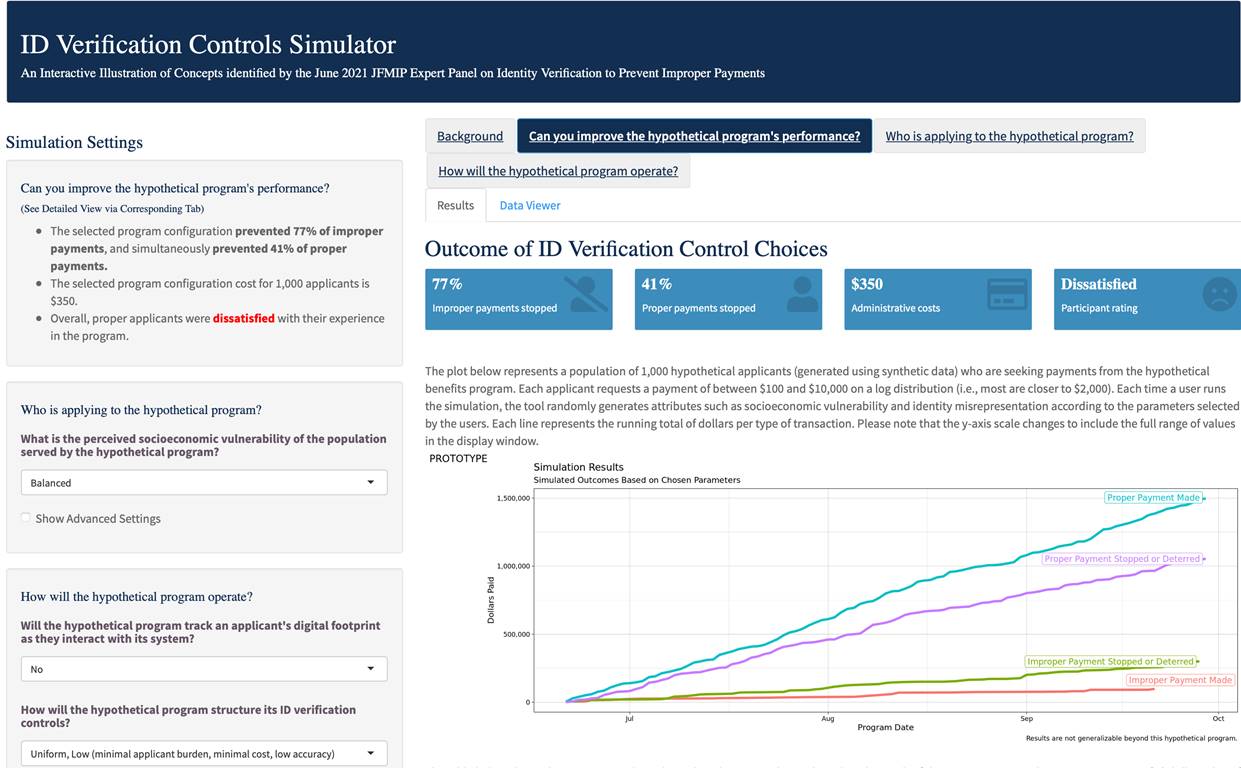 ID Verification Controls Simulator
An Interactive Illustration of Concepts identified by the June 2021 JFMIP Expert Panel on Identity Verification to Prevent Improper Payments
Simulation Settings
Can you improve the hypothetical program's performance?
(See Detailed View via Corresponding Tab)
The selected program configuration prevented 77% of improper
payments, and simultaneously prevented 41% of proper
payments.
The selected program configuration cost for 1,000 applicants is
$350.
Overall, proper applicants were dissatisfied with their experience
in the program.
Who is applying to the hypothetical program?
What is the perceived socioeconomic vulnerability of the population
served by the hypothetical program?
Balanced
Show Advanced Settings
How will the hypothetical program operate?
Will the hypothetical program track an applicant's digital footprint
as they interact with its system?
No
How will the hypothetical program structure its ID verification
controls?
Uniform, Low (minimal applicant burden, minimal cost, low accuracy)
Background
Can you improve the hypothetical program's performance?
Who is applying to the hypothetical program?
How will the hypothetical program operate?
Results
Data Viewer
Outcome of ID Verification Control Choices
77%
Improper payments stopped
41%
Proper payments stopped
$350
Administrative costs
Dissatisfied
Participant rating
The plot below represents a population of 1,000 hypothetical applicants (generated using synthetic data) who are seeking payments from the hypothetical
benefits program. Each applicant requests a payment of between $100 and $10,000 on a log distribution (i.e., most are closer to $2,000). Each time a user runs
the simulation, the tool randomly generates attributes such as socioeconomic vulnerability and identity misrepresentation according to the parameters selected
by the users. Each line represents the running total of dollars per type of transaction. Please note that the y-axis scale changes to include the full range of values
in the display window.
PROTOTYPE
Simulation Results
Simulated Outcomes Based on Chosen Parameters
1,500,000
1,000,000
500,000
0
Dollars Paid
Proper Payment Made
Proper Payment Stopped or Deterred
Improper Payment Stopped or Deterred
Improper Payment Made
Jul
Aug
Sep
Oct
Program Date
Results are not generalizable beyond this hypothetical program.